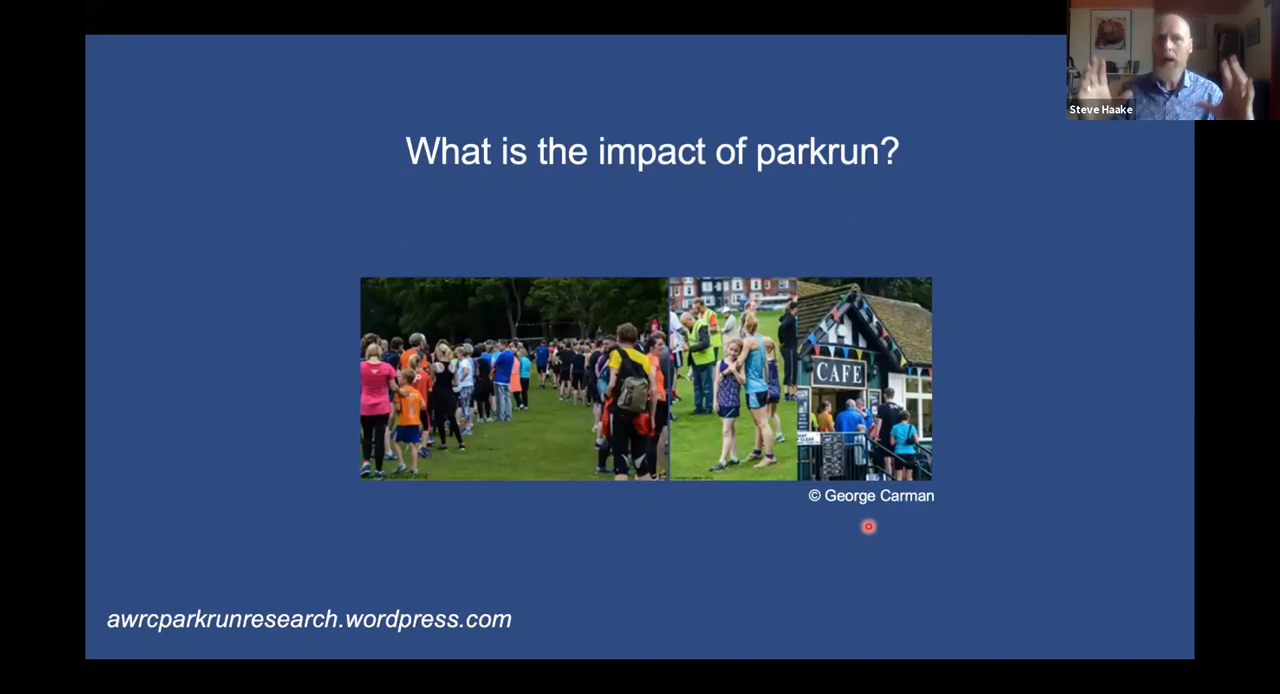 Steve Haake
What is the impact of parkrun?
CAFE
© George Carman
awrcparkrunresearch.wordpress.com